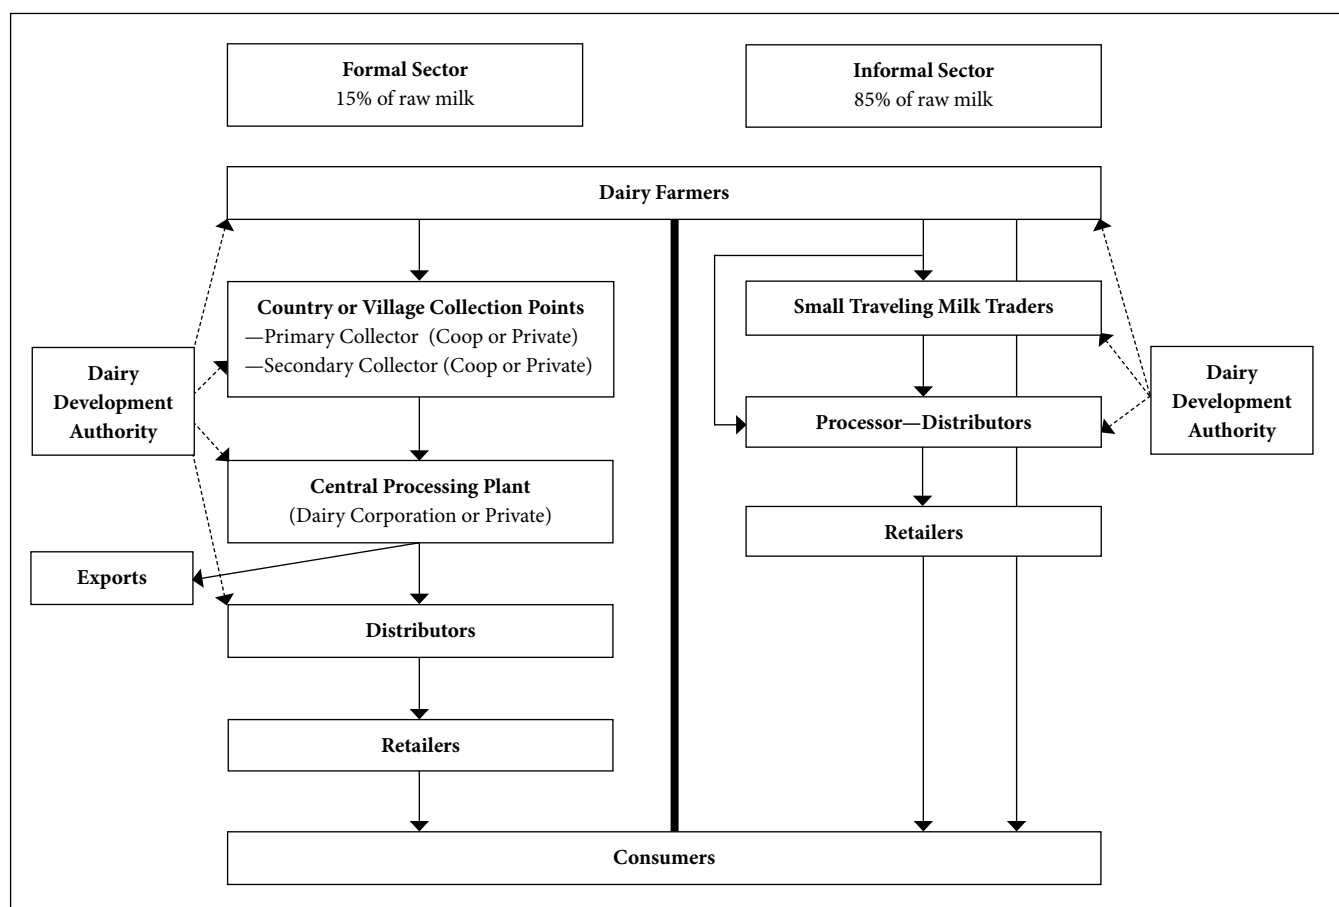 Formal Sector
15% of raw milk
Informal Sector
85% of raw milk
Dairy Farmers
Country or Village Collection Points
—Primary Collector (Coop or Private)
—Secondary Collector (Coop or Private)
Small Traveling Milk Traders
Dairy
Development
Authority
Dairy
Development
Authority
Processor—Distributors
Central Processing Plant
(Dairy Corporation or Private)
Retailers
Exports
Distributors
Retailers
Consumers